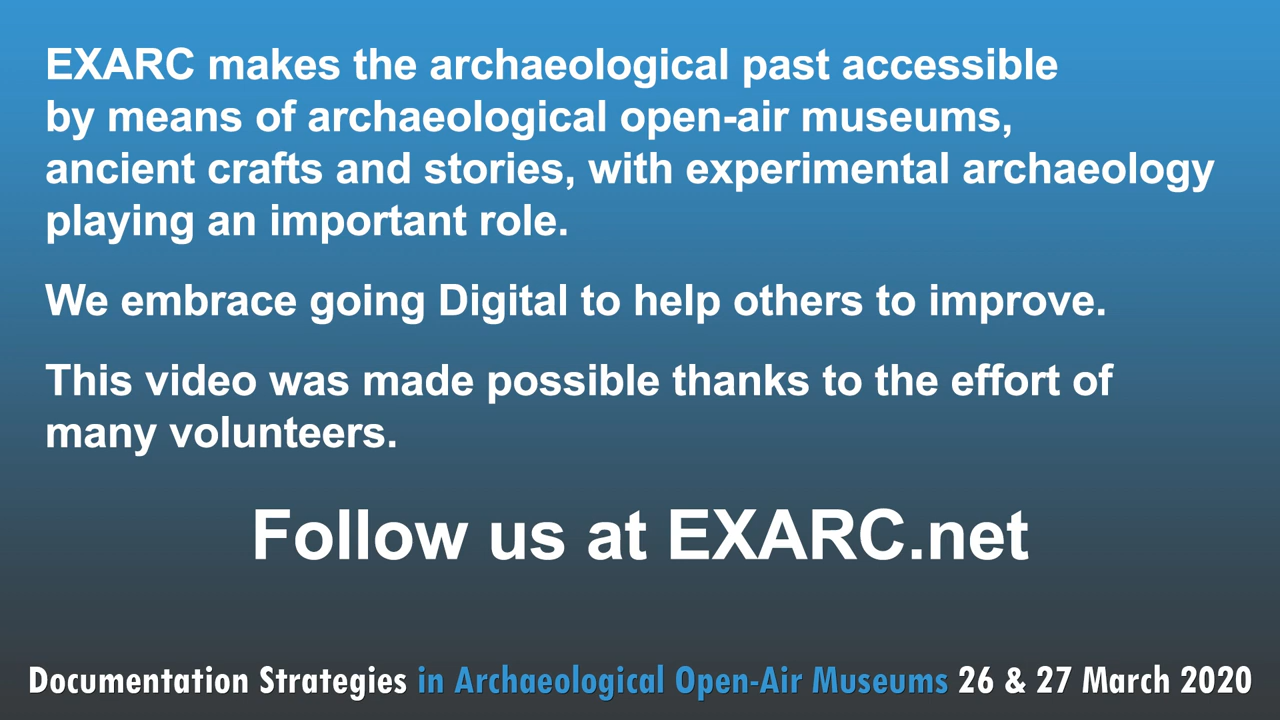 EXARC makes the archaeological past accessible
by means of archaeological open-air museums,
ancient crafts and stories, with experimental archaeology
playing an important role.
We embrace going Digital to help others to improve.
This video was made possible thanks to the effort of
many volunteers.
Follow us at EXARC.net
Documentation Strategies in Archaeological Open-Air Museums 26 & 27 March 2020